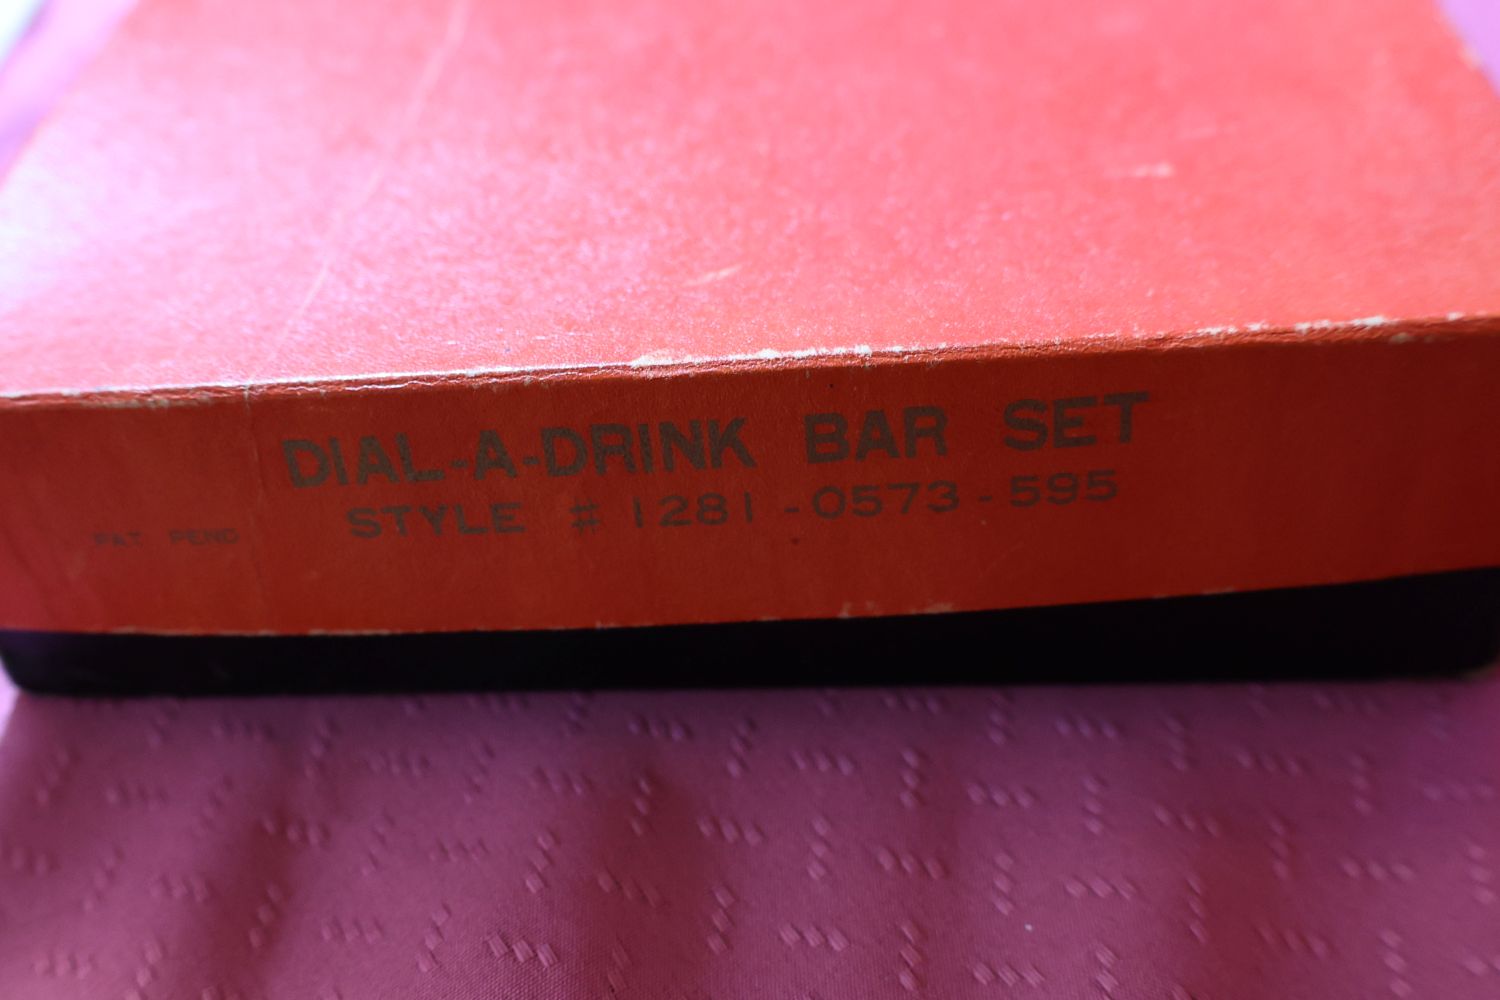 DIAL-A-DRINK BAR SET
STYLE # 1281-0573-595
PAT. PEND